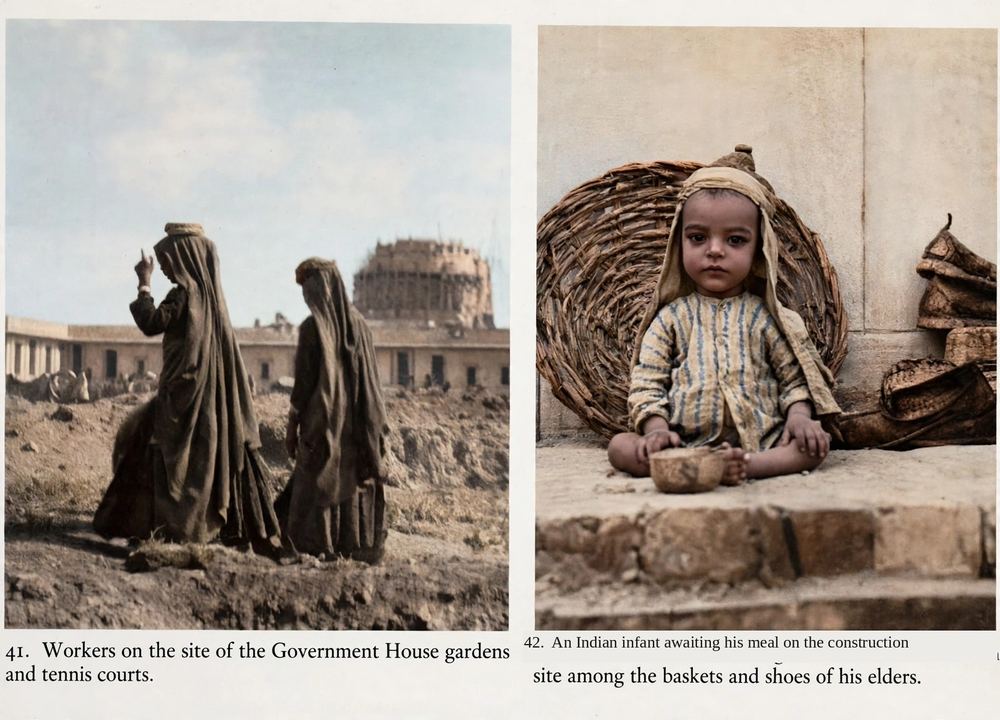 41. Workers on the site of the Government House gardens
and tennis courts.
42. An Indian infant awaiting his meal on the construction
site among the baskets and shoes of his elders.